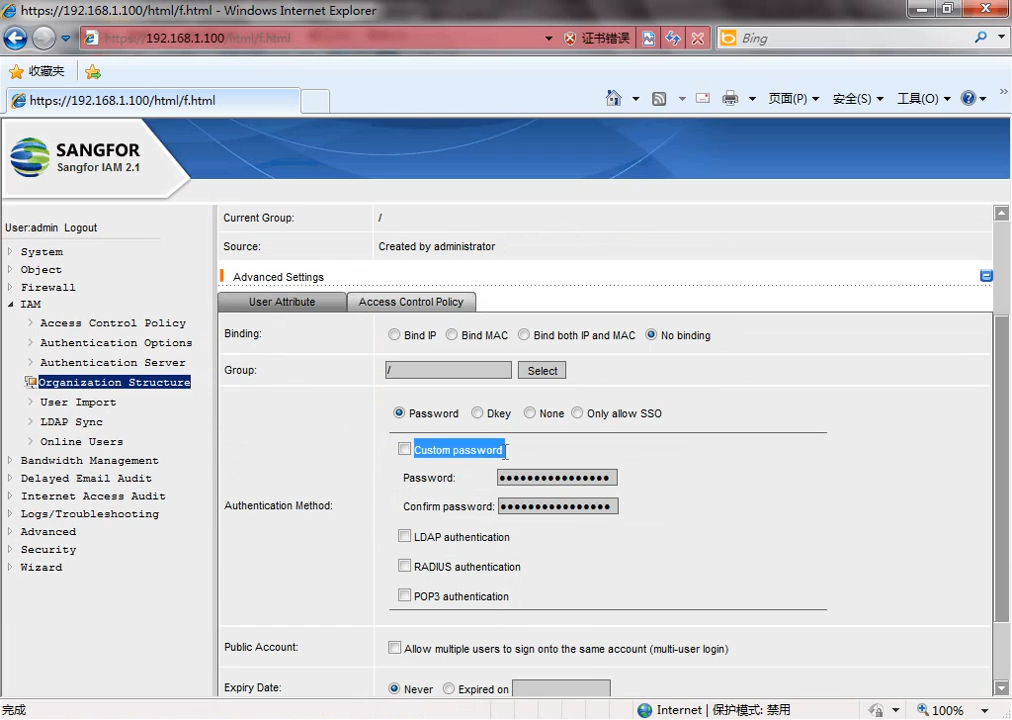 https://192.168.1.100/html/f.html - Windows Internet Explorer
https://192.168.1.100/html/f.html
证书错误
Bing
收藏夹
https://192.168.1.100/html/f.html
页面(P)
安全(S)
工具(O)
SANGFOR
Sangfor IAM 2.1
User:admin Logout
System
Object
Firewall
IAM
Access Control Policy
Authentication Options
Authentication Server
Organization Structure
User Import
LDAP Sync
Online Users
Bandwidth Management
Delayed Email Audit
Internet Access Audit
Logs/Troubleshooting
Advanced
Security
Wizard
Current Group: /
Source: Created by administrator
Advanced Settings
User Attribute Access Control Policy
Binding: Bind IP Bind MAC Bind both IP and MAC No binding
Group: / Select
Password Dkey None Only allow SSO
Custom password
Password: ••••••••••••••••
Confirm password: ••••••••••••••••
Authentication Method:
LDAP authentication
RADIUS authentication
POP3 authentication
Public Account: Allow multiple users to sign onto the same account (multi-user login)
Expiry Date: Never Expired on
完成
Internet | 保护模式: 禁用
100%